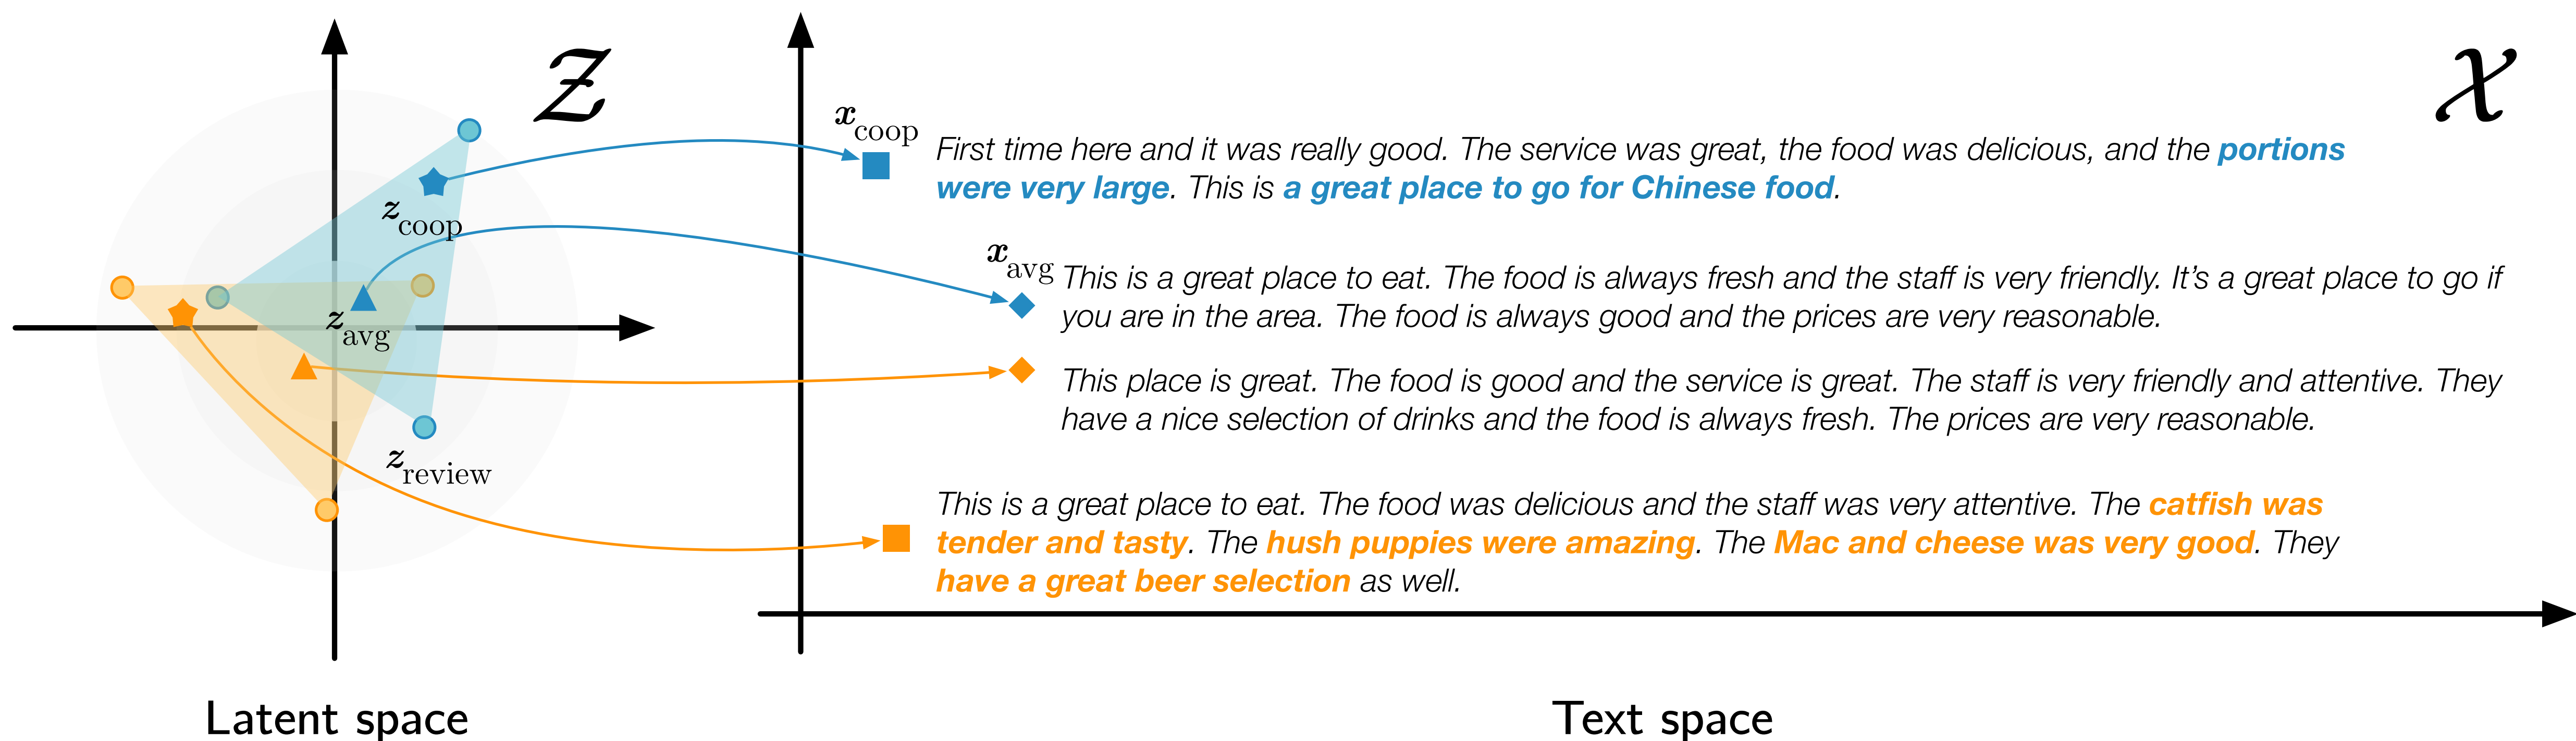 𝒵
z_coop
z_avg
z_review
Latent space
𝒳
x_coop
First time here and it was really good. The service was great, the food was delicious, and the portions
were very large. This is a great place to go for Chinese food.
x_avg
This is a great place to eat. The food is always fresh and the staff is very friendly. It’s a great place to go if
you are in the area. The food is always good and the prices are very reasonable.
This place is great. The food is good and the service is great. The staff is very friendly and attentive. They
have a nice selection of drinks and the food is always fresh. The prices are very reasonable.
This is a great place to eat. The food was delicious and the staff was very attentive. The catfish was
tender and tasty. The hush puppies were amazing. The Mac and cheese was very good. They
have a great beer selection as well.
Text space